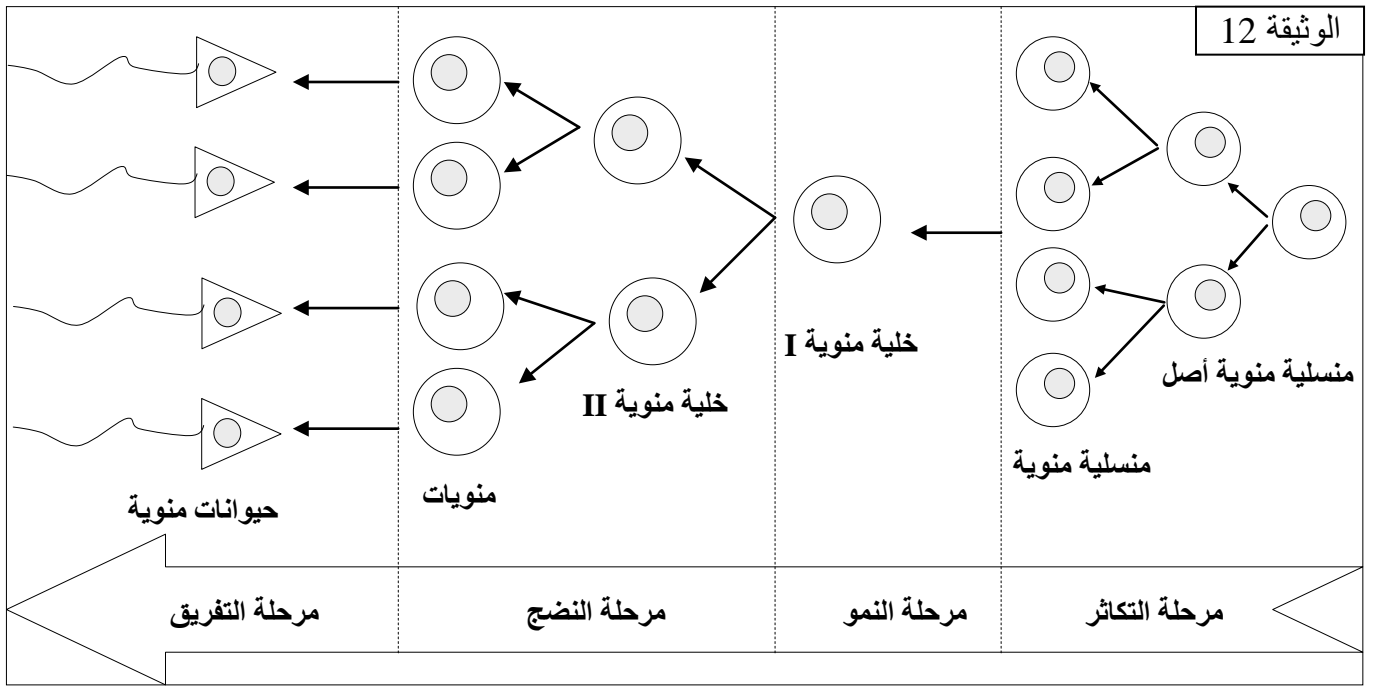 الوثيقة 12
خلية منوية I
منسلية منوية أصل
خلية منوية II
منسلية منوية
منويات
حيوانات منوية
مرحلة التكاثر
مرحلة النمو
مرحلة النضج
مرحلة التفريق